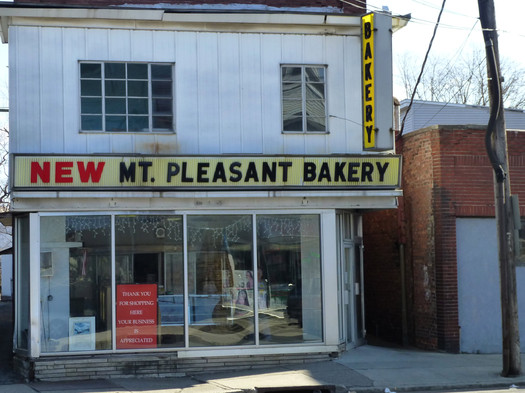 BAKERY
NEW MT. PLEASANT BAKERY
THANK YOU
FOR SHOPPING
HERE
YOUR BUSINESS
IS
APPRECIATED